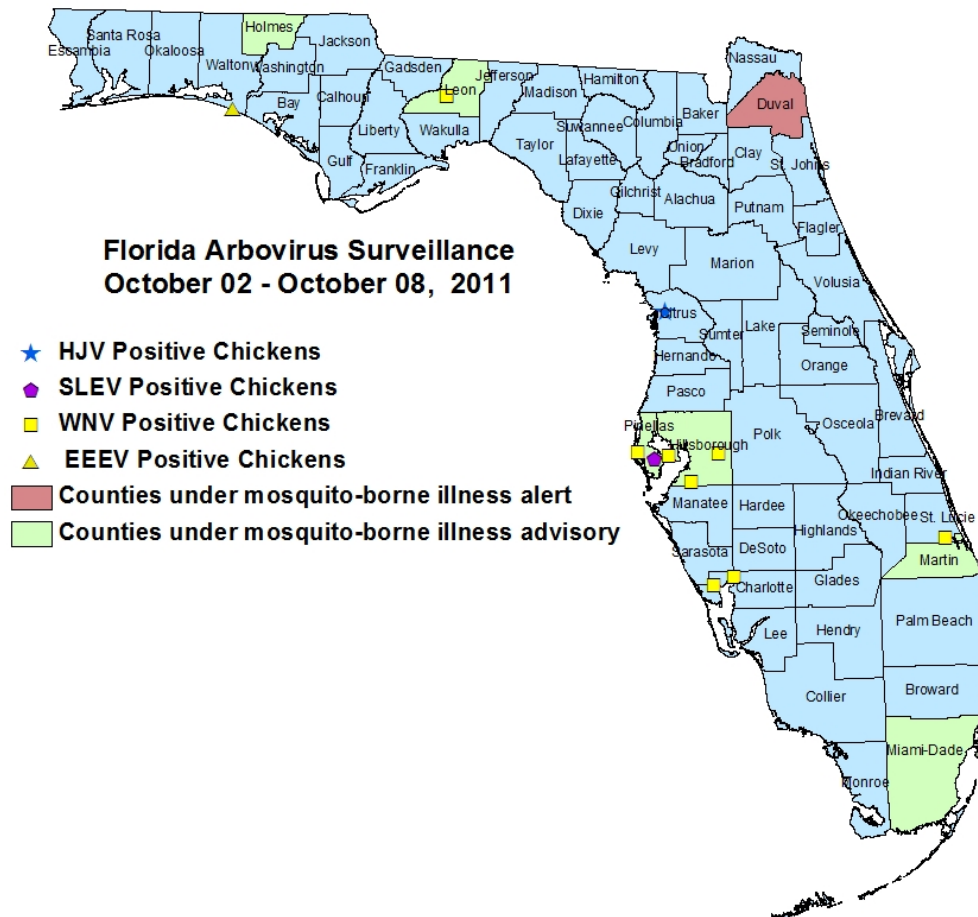 Holmes
Jackson
Santa Rosa
Okaloosa
Escambia
Walton
Washington
Gadsden
Leon
Jefferson
Hamilton
Madison
Nassau
Bay
Calhoun
Liberty
Wakulla
Taylor
Suwannee
Columbia
Baker
Duval
Gulf
Franklin
Lafayette
Union
Bradford
Clay
St. Johns
Dixie
Gilchrist
Alachua
Putnam
Flagler
Florida Arbovirus Surveillance
October 02 - October 08, 2011
Levy
Marion
Volusia
HJV Positive Chickens
SLEV Positive Chickens
WNV Positive Chickens
EEEV Positive Chickens
Counties under mosquito-borne illness alert
Counties under mosquito-borne illness advisory
Sumter
Lake
Seminole
Hernando
Orange
Pasco
Pinellas
Hillsborough
Polk
Osceola
Brevard
Indian River
Manatee
Hardee
Okeechobee
St. Lucie
Highlands
Sarasota
DeSoto
Martin
Charlotte
Glades
Palm Beach
Lee
Hendry
Collier
Broward
Miami-Dade
Monroe